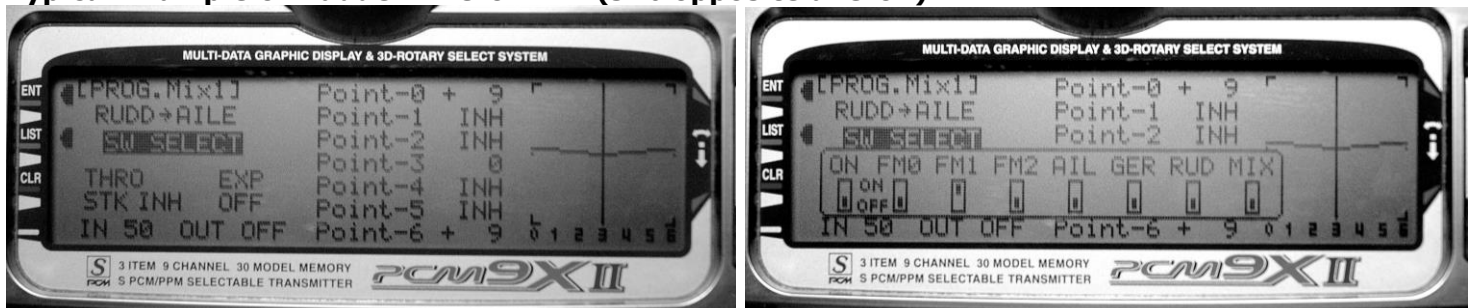 MULTI-DATA GRAPHIC DISPLAY & 3D-ROTARY SELECT SYSTEM
ENT
LIST
CLR
[PROG.Mix1]
RUDD→AILE
SW SELECT
THRO EXP
STK INH OFF
IN 50 OUT OFF
Point-0 + 9
Point-1 INH
Point-2 INH
Point-3 0
Point-4 INH
Point-5 INH
Point-6 + 9
0 1 2 3 4 5 6
S PCM
3 ITEM 9 CHANNEL 30 MODEL MEMORY
S PCM/PPM SELECTABLE TRANSMITTER
PCM9XII
MULTI-DATA GRAPHIC DISPLAY & 3D-ROTARY SELECT SYSTEM
ENT
LIST
CLR
[PROG.Mix1]
RUDD→AILE
SW SELECT
Point-0 + 9
Point-1 INH
Point-2 INH
ON FM0 FM1 FM2 AIL GER RUD MIX
ON
OFF
IN 50 OUT OFF Point-6 + 9
0 1 2 3 4 5 6
S PCM
3 ITEM 9 CHANNEL 30 MODEL MEMORY
S PCM/PPM SELECTABLE TRANSMITTER
PCM9XII